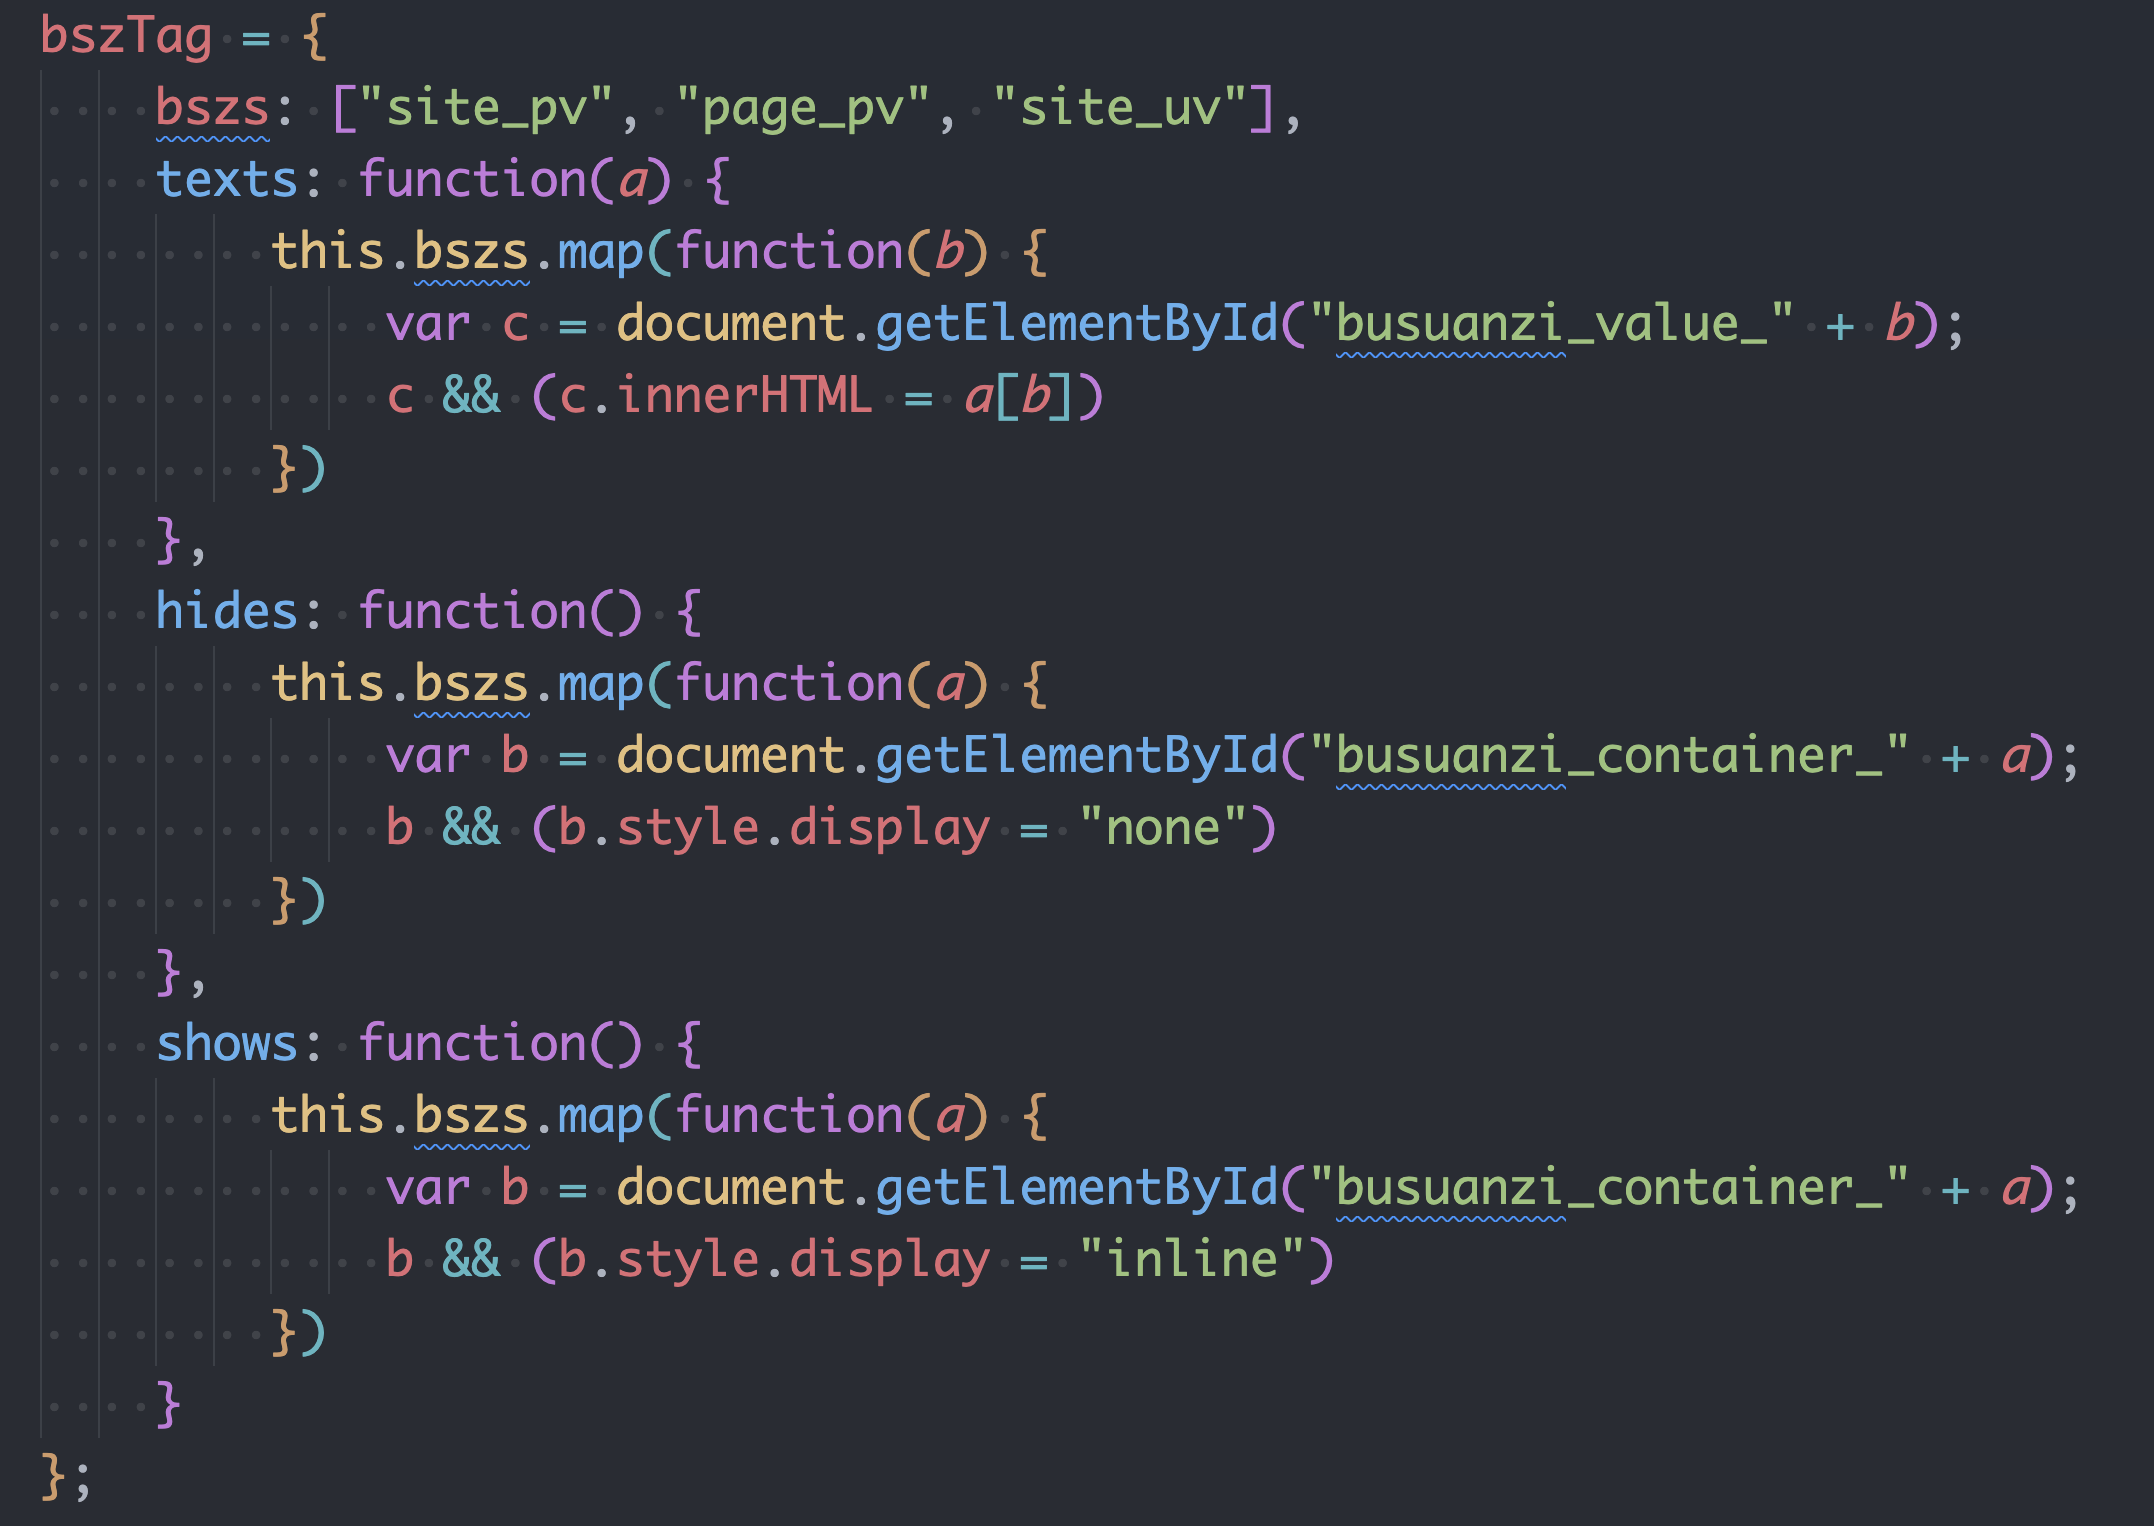 bszTag = {
    bszs: ["site_pv", "page_pv", "site_uv"],
    texts: function(a) {
        this.bszs.map(function(b) {
            var c = document.getElementById("busuanzi_value_" + b);
            c && (c.innerHTML = a[b])
        })
    },
    hides: function() {
        this.bszs.map(function(a) {
            var b = document.getElementById("busuanzi_container_" + a);
            b && (b.style.display = "none")
        })
    },
    shows: function() {
        this.bszs.map(function(a) {
            var b = document.getElementById("busuanzi_container_" + a);
            b && (b.style.display = "inline")
        })
    }
};